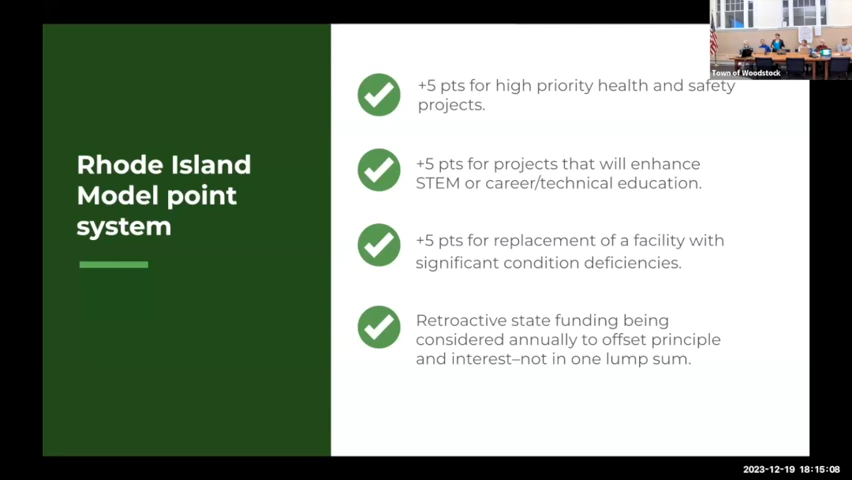 Rhode Island
Model point
system
+5 pts for high priority health and safety
projects.
+5 pts for projects that will enhance
STEM or career/technical education.
+5 pts for replacement of a facility with
significant condition deficiencies.
Retroactive state funding being
considered annually to offset principle
and interest–not in one lump sum.
Town of Woodstock
2023-12-19 18:15:08